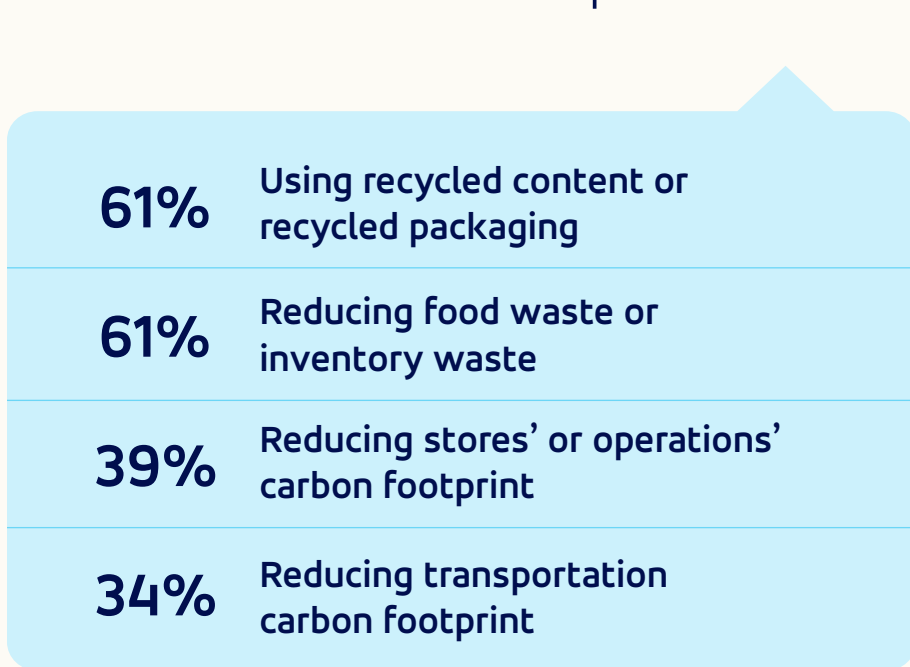 61%
Using recycled content or
recycled packaging
61%
Reducing food waste or
inventory waste
39%
Reducing stores’ or operations’
carbon footprint
34%
Reducing transportation
carbon footprint